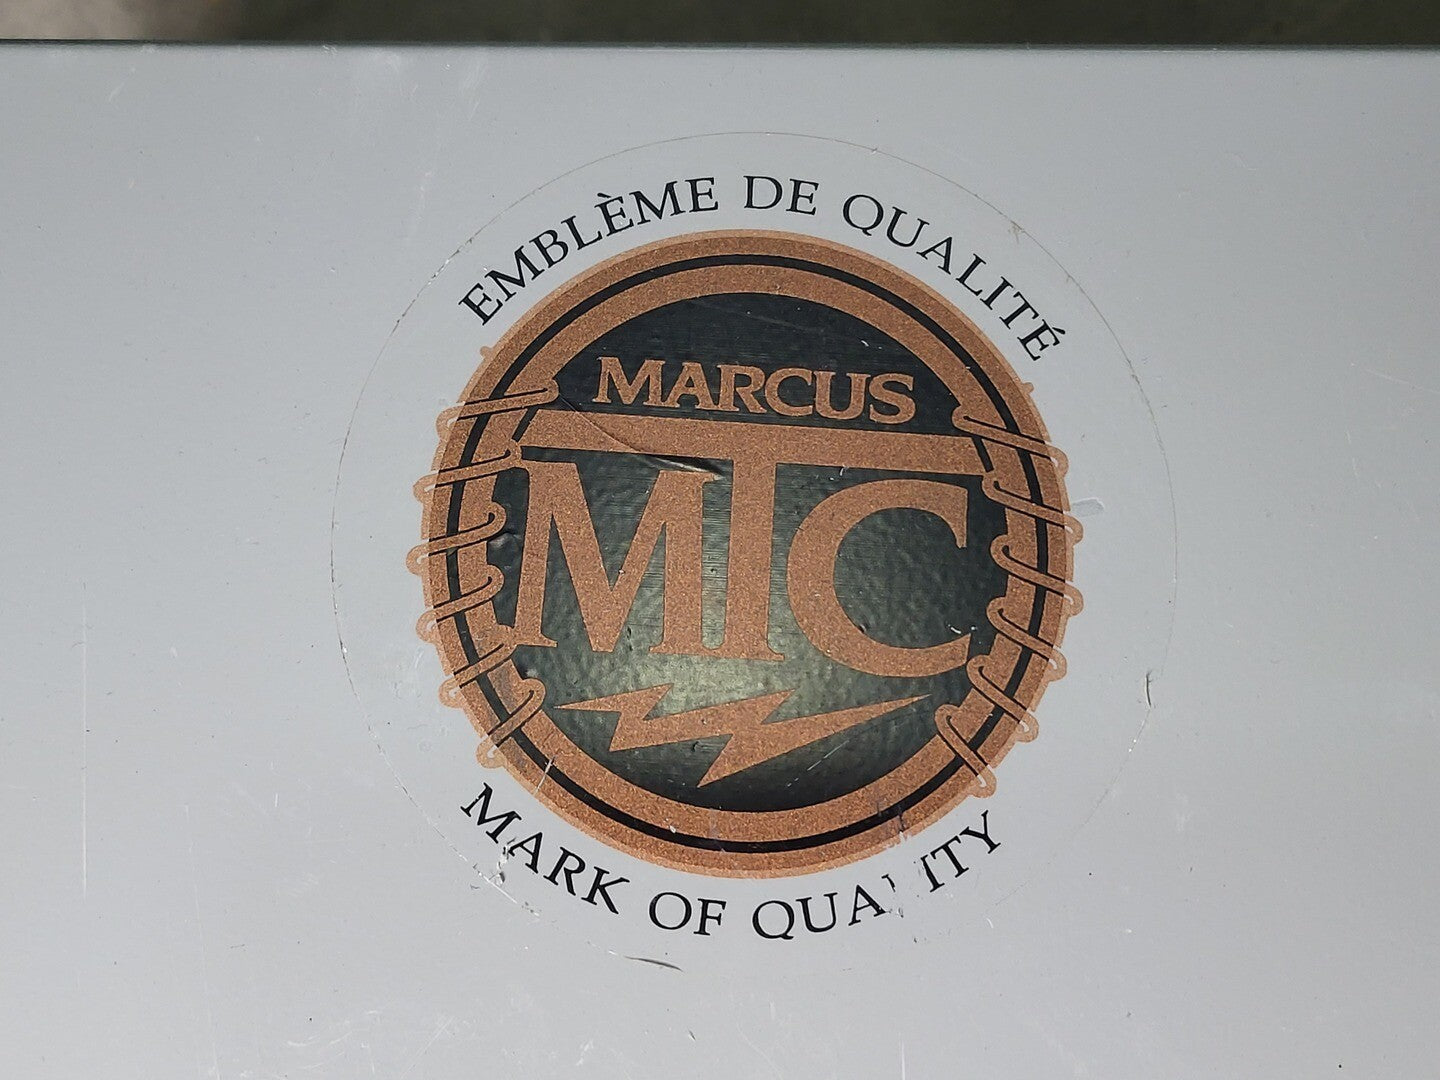 EMBLÈME DE QUALITÉ
MARCUS
MTC
MARK OF QUALITY